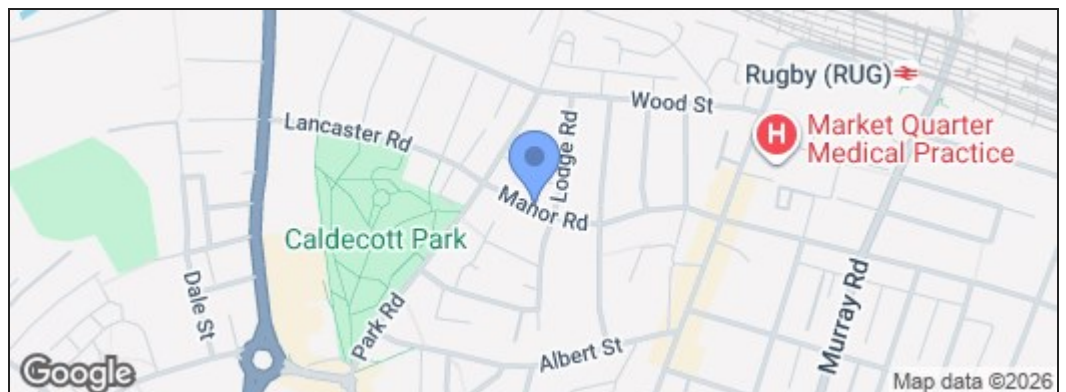 Rugby (RUG)
Wood St
Lancaster Rd
Lodge Rd
H
Market Quarter
Medical Practice
Manor Rd
Caldecott Park
Dale St
Park Rd
Murray Rd
Albert St
Google
Map data ©2026